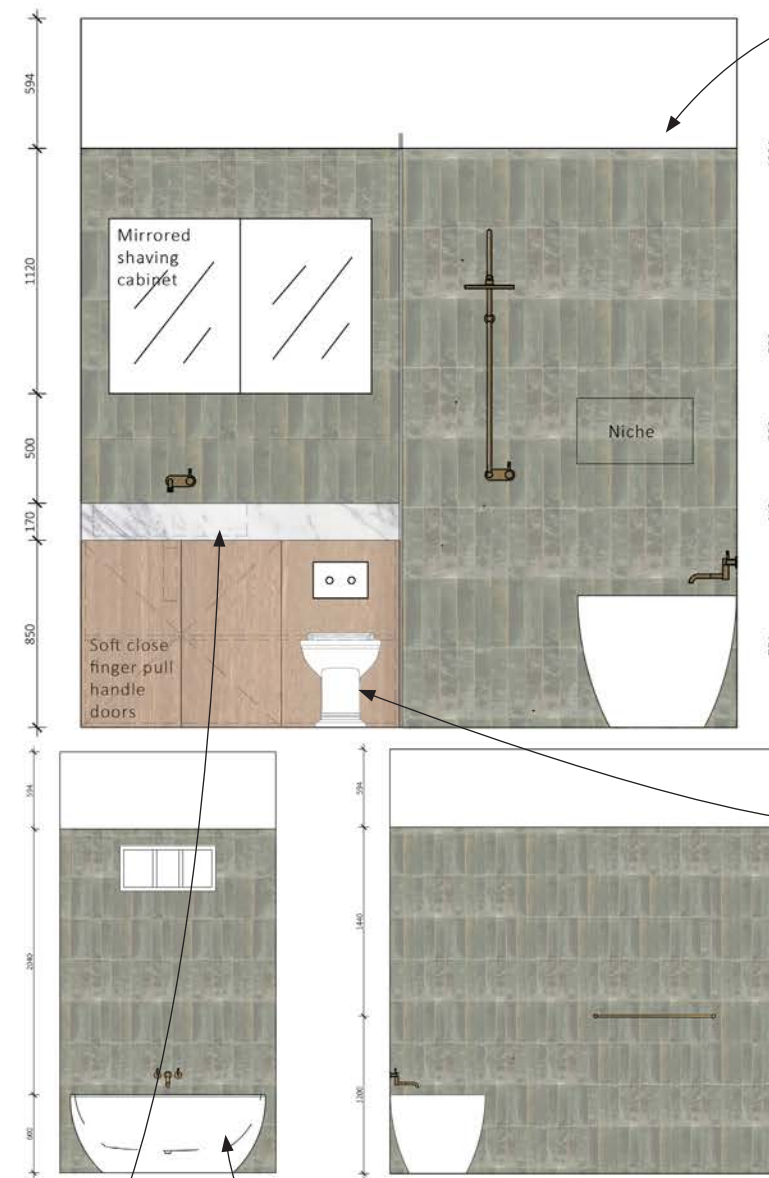 594
1120
500
170
850
Mirrored
shaving
cabinet
Niche
Soft close
finger pull
handle
doors
594
2040
600
594
1440
1200